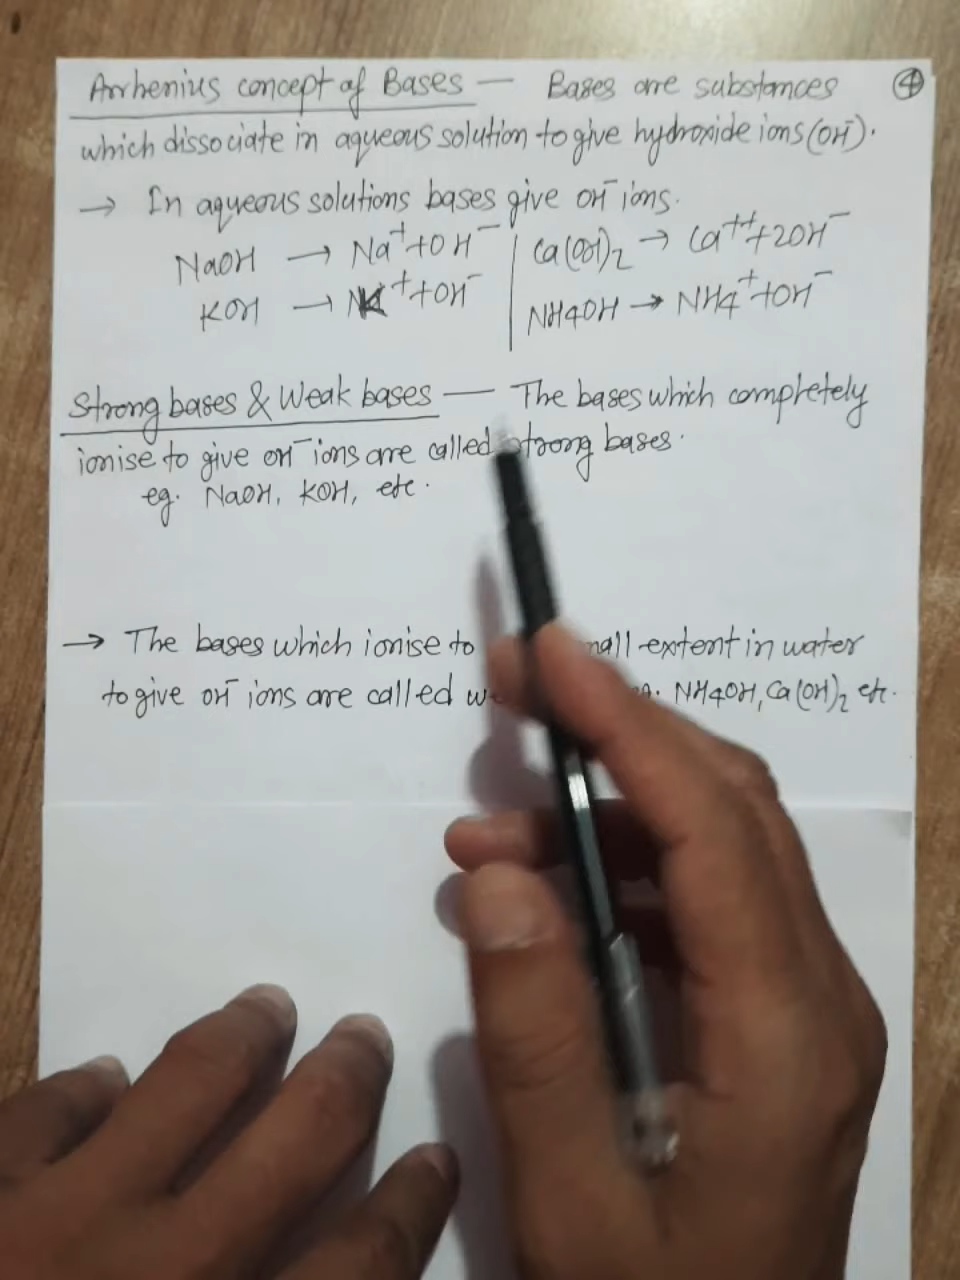 Arrhenius concept of Bases — Bases are substances ④
which dissociate in aqueous solution to give hydroxide ions (OH⁻).
→ In aqueous solutions bases give OH⁻ ions.
NaOH → Na⁺ + OH⁻ | Ca(OH)₂ → Ca⁺⁺ + 2OH⁻
KOH → K⁺ + OH⁻ | NH4OH → NH4⁺ + OH⁻
Strong bases & Weak bases — The bases which completely
ionise to give OH⁻ ions are called strong bases.
eg. NaOH, KOH, etc.
→ The bases which ionise to extent in water
to give OH⁻ ions are called NH4OH, Ca(OH)₂ etc.